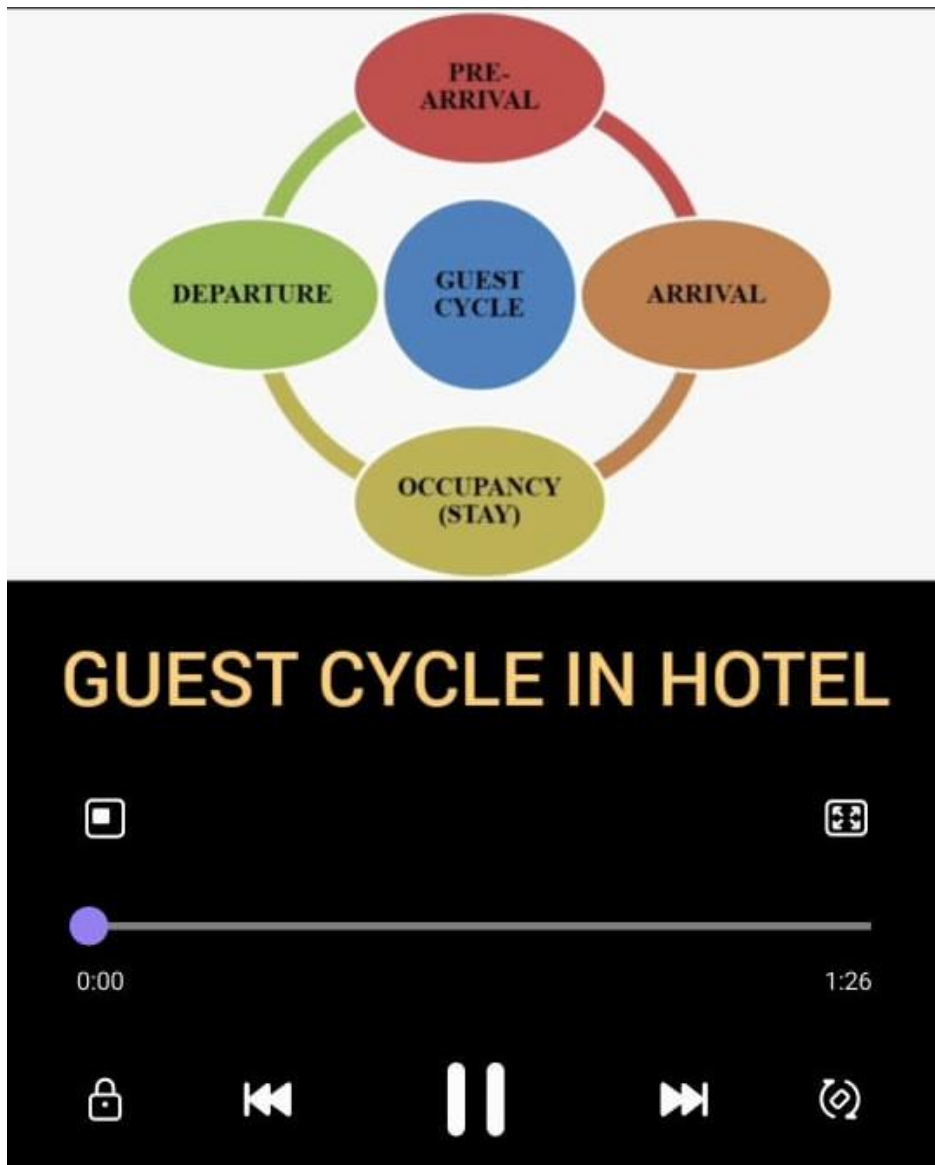 PRE-
ARRIVAL
DEPARTURE
GUEST
CYCLE
ARRIVAL
OCCUPANCY
(STAY)
GUEST CYCLE IN HOTEL
0:00
1:26